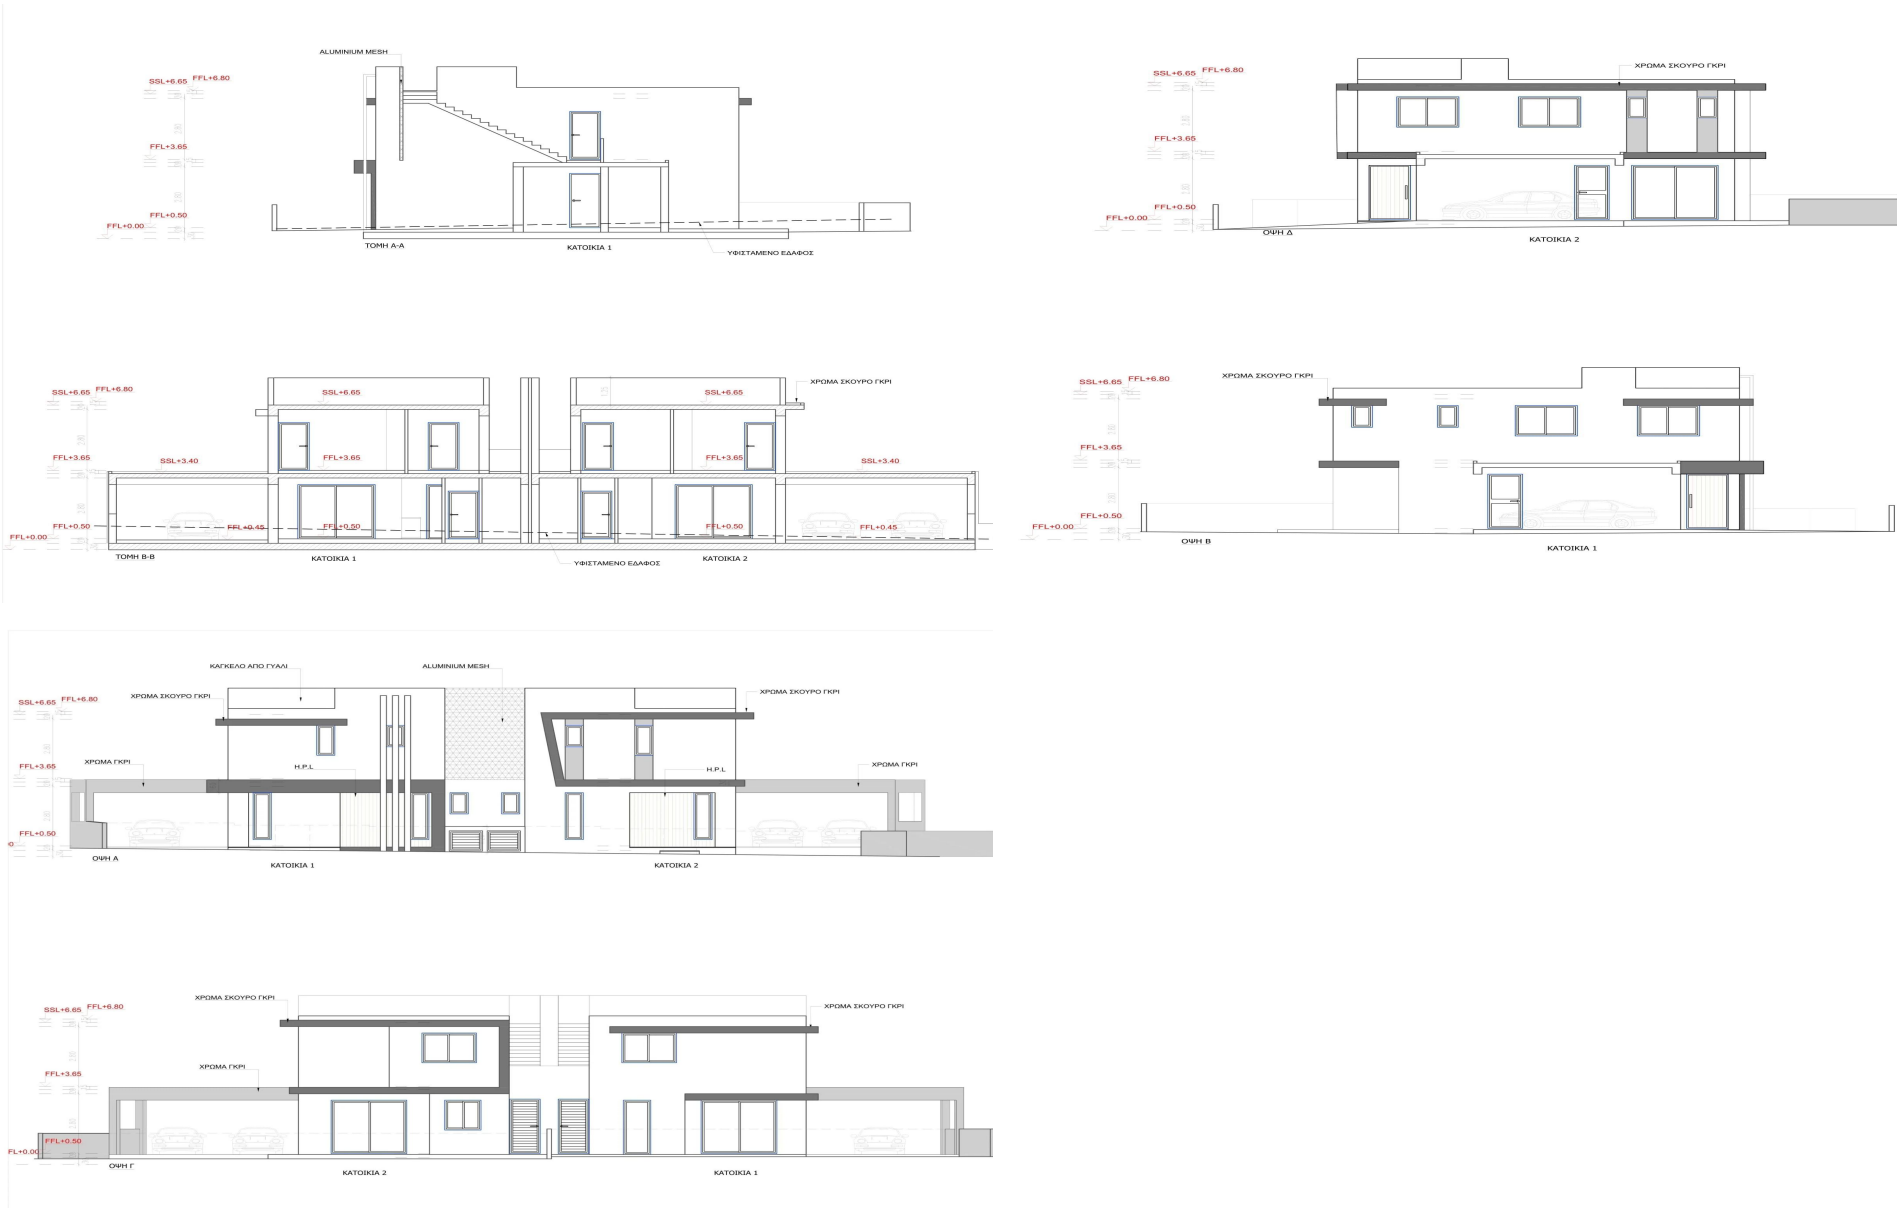 ALUMINIUM MESH
SSL+6.65 FFL+6.80
FFL+3.65
FFL+0.50
FFL+0.00
ΤΟΜΗ Α-Α
ΚΑΤΟΙΚΙΑ 1
ΥΦΙΣΤΑΜΕΝΟ ΕΔΑΦΟΣ
ΧΡΩΜΑ ΣΚΟΥΡΟ ΓΚΡΙ
SSL+6.65 FFL+6.80
FFL+3.65
FFL+0.50
FFL+0.00
ΟΨΗ Δ
ΚΑΤΟΙΚΙΑ 2
ΧΡΩΜΑ ΣΚΟΥΡΟ ΓΚΡΙ
SSL+6.65 FFL+6.80
SSL+6.65
SSL+6.65
FFL+3.65
SSL+3.40
FFL+3.65
FFL+3.65
SSL+3.40
FFL+0.50
FFL+0.45
FFL+0.50
FFL+0.50
FFL+0.45
FFL+0.00
ΤΟΜΗ Β-Β
ΚΑΤΟΙΚΙΑ 1
ΥΦΙΣΤΑΜΕΝΟ ΕΔΑΦΟΣ
ΚΑΤΟΙΚΙΑ 2
ΧΡΩΜΑ ΣΚΟΥΡΟ ΓΚΡΙ
SSL+6.65 FFL+6.80
FFL+3.65
FFL+0.50
FFL+0.00
ΟΨΗ Β
ΚΑΤΟΙΚΙΑ 1
ΚΑΓΚΕΛΟ ΑΠΟ ΓΥΑΛΙ
ALUMINIUM MESH
ΧΡΩΜΑ ΣΚΟΥΡΟ ΓΚΡΙ
ΧΡΩΜΑ ΣΚΟΥΡΟ ΓΚΡΙ
SSL+6.65 FFL+6.80
FFL+3.65
ΧΡΩΜΑ ΓΚΡΙ
H.P.L
H.P.L
ΧΡΩΜΑ ΓΚΡΙ
FFL+0.50
ΟΨΗ Α
ΚΑΤΟΙΚΙΑ 1
ΚΑΤΟΙΚΙΑ 2
ΧΡΩΜΑ ΣΚΟΥΡΟ ΓΚΡΙ
ΧΡΩΜΑ ΣΚΟΥΡΟ ΓΚΡΙ
SSL+6.65 FFL+6.80
FFL+3.65
ΧΡΩΜΑ ΓΚΡΙ
FFL+0.50
FL+0.00
ΟΨΗ Γ
ΚΑΤΟΙΚΙΑ 2
ΚΑΤΟΙΚΙΑ 1